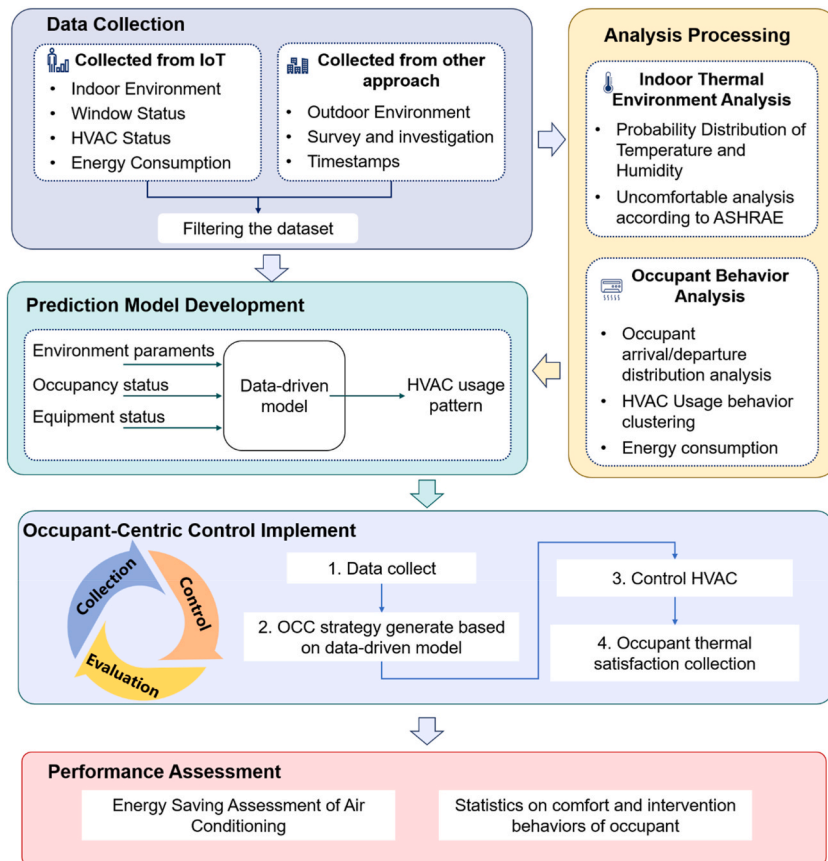 Data Collection
Collected from IoT
• Indoor Environment
• Window Status
• HVAC Status
• Energy Consumption
Collected from other
approach
• Outdoor Environment
• Survey and investigation
• Timestamps
Filtering the dataset
Analysis Processing
Indoor Thermal
Environment Analysis
• Probability Distribution of
Temperature and
Humidity
• Uncomfortable analysis
according to ASHRAE
Occupant Behavior
Analysis
• Occupant
arrival/departure
distribution analysis
• HVAC Usage behavior
clustering
• Energy consumption
Prediction Model Development
Environment paraments
Occupancy status
Equipment status
Data-driven
model
HVAC usage
pattern
Occupant-Centric Control Implement
Collection
Control
Evaluation
1. Data collect
2. OCC strategy generate based
on data-driven model
3. Control HVAC
4. Occupant thermal
satisfaction collection
Performance Assessment
Energy Saving Assessment of Air
Conditioning
Statistics on comfort and intervention
behaviors of occupant